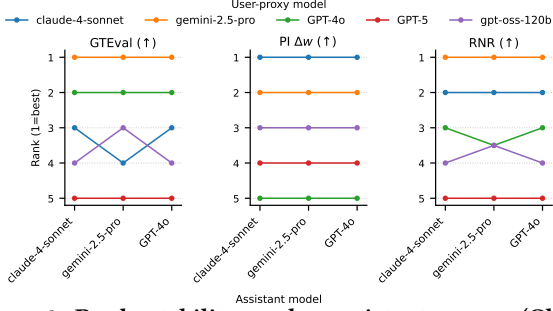 User-proxy model
claude-4-sonnet gemini-2.5-pro GPT-4o GPT-5 gpt-oss-120b
GTEval (↑) PI Δw (↑) RNR (↑)
Rank (1=best)
1 1 1
2 2 2
3 3 3
4 4 4
5 5 5
claude-4-sonnet gemini-2.5-pro GPT-4o claude-4-sonnet gemini-2.5-pro GPT-4o claude-4-sonnet gemini-2.5-pro GPT-4o
Assistant model